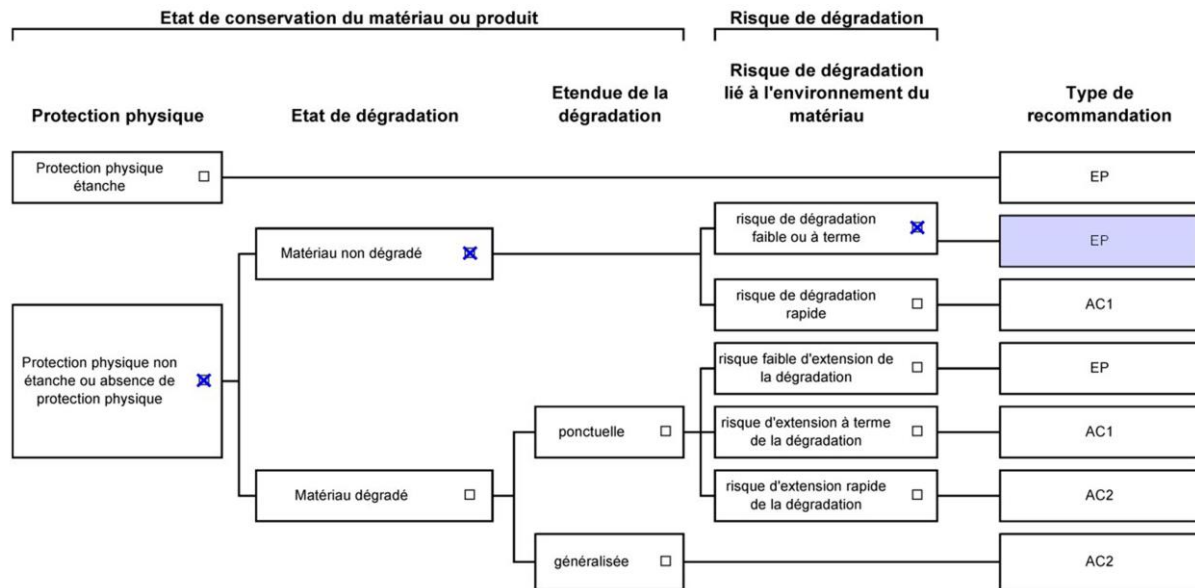 Etat de conservation du matériau ou produit
Risque de dégradation
Protection physique
Etat de dégradation
Etendue de la
dégradation
Risque de dégradation
lié à l'environnement du
matériau
Type de
recommandation
Protection physique
étanche
EP
risque de dégradation
faible ou à terme
EP
Matériau non dégradé
risque de dégradation
rapide
AC1
Protection physique non
étanche ou absence de
protection physique
risque faible d'extension de
la dégradation
EP
ponctuelle
risque d'extension à terme
de la dégradation
AC1
Matériau dégradé
risque d'extension rapide
de la dégradation
AC2
généralisée
AC2